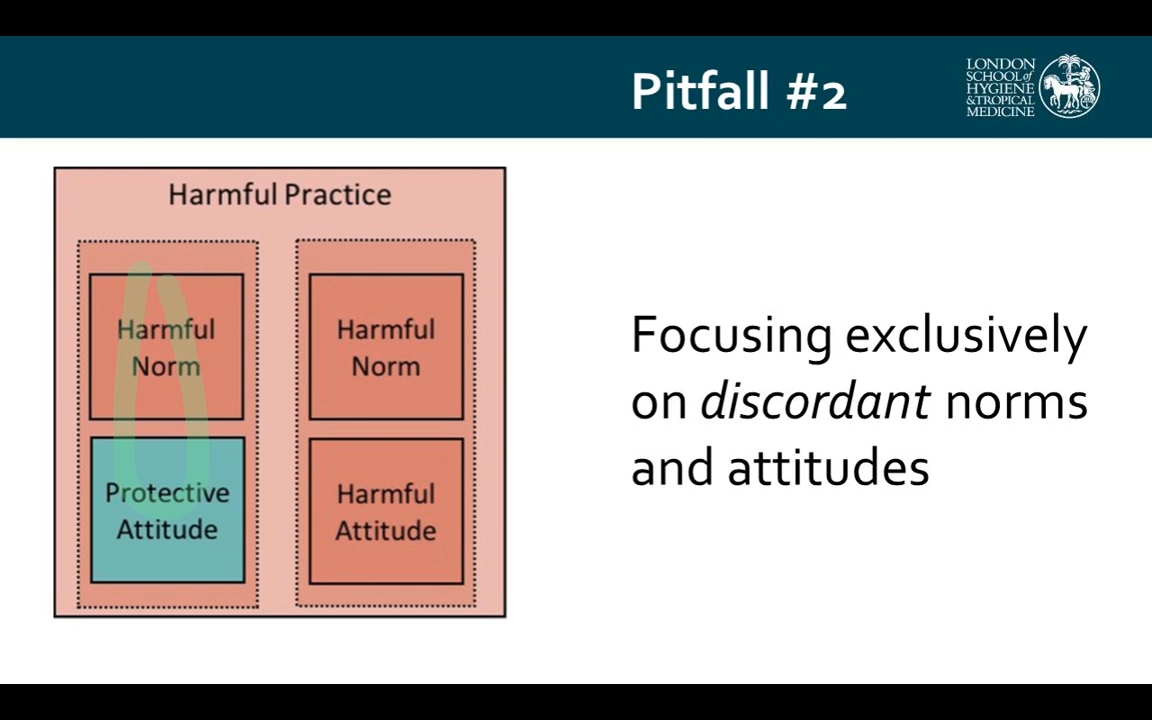 Pitfall #2
LONDON
SCHOOL of
HYGIENE
& TROPICAL
MEDICINE
Harmful Practice
Harmful
Norm
Protective
Attitude
Harmful
Norm
Harmful
Attitude
Focusing exclusively
on discordant norms
and attitudes